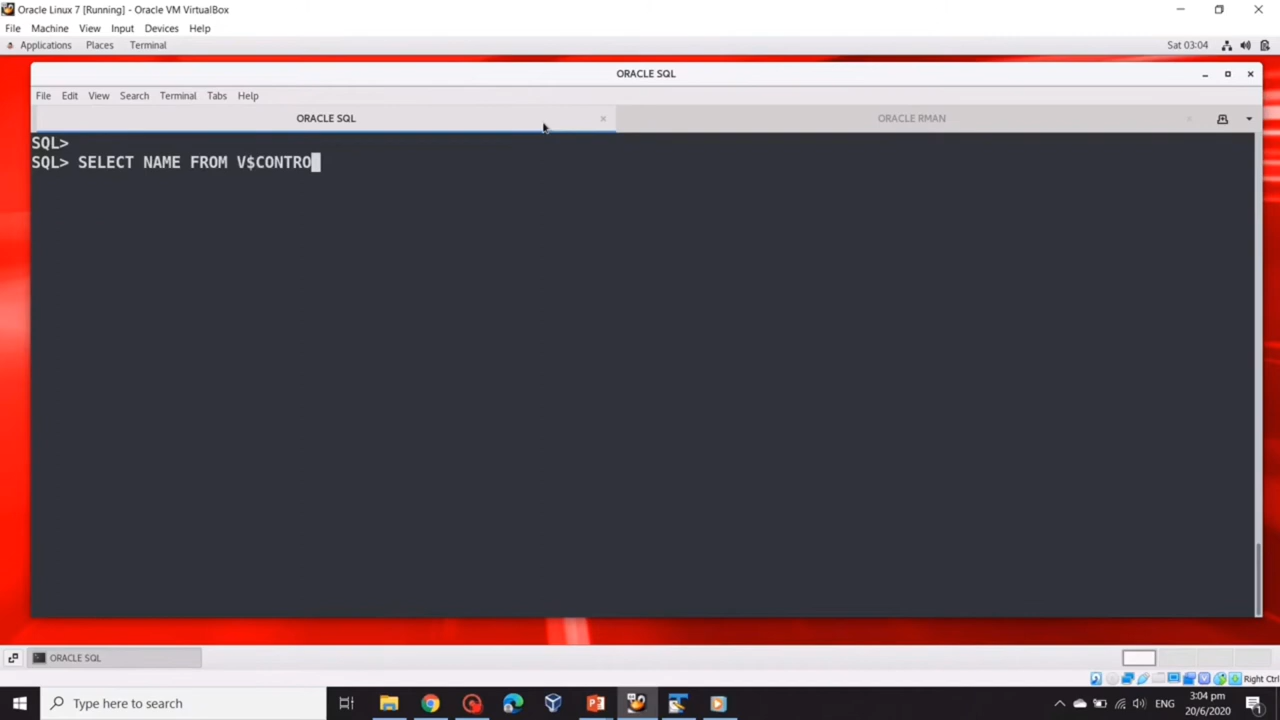 Oracle Linux 7 [Running] - Oracle VM VirtualBox
File Machine View Input Devices Help
Applications Places Terminal Sat 03:04
ORACLE SQL
File Edit View Search Terminal Tabs Help
ORACLE SQL ORACLE RMAN
SQL>
SQL> SELECT NAME FROM V$CONTRO
ORACLE SQL
Right Ctrl
Type here to search
ENG
3:04 pm
20/6/2020
1